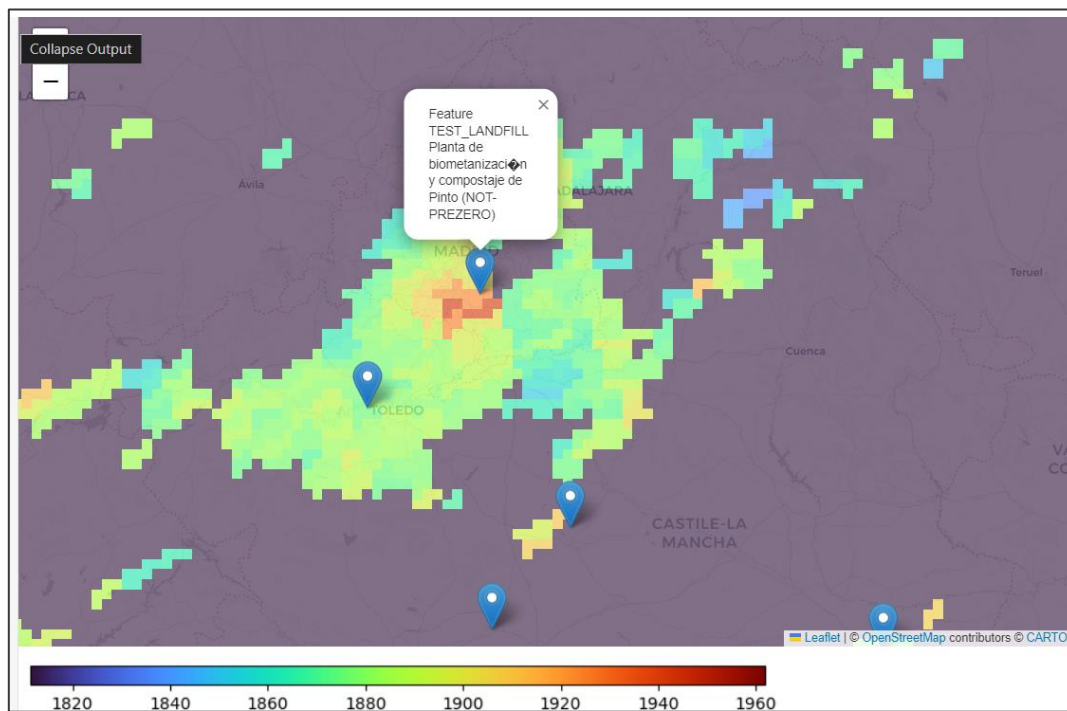 Collapse Output
−
Ávila
Feature
TEST_LANDFILL
Planta de
biometanizaci�n
y compostaje de
Pinto (NOT-
PREZERO)
ADALAJARA
MADRID
Teruel
Cuenca
TOLEDO
CASTILE-LA
MANCHA
Leaflet | © OpenStreetMap contributors © CARTO
1820 1840 1860 1880 1900 1920 1940 1960